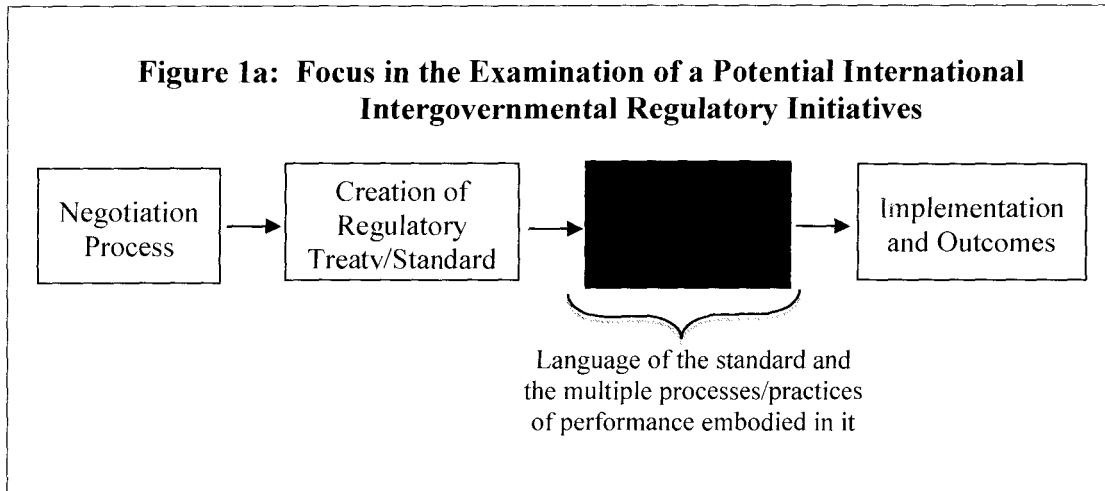 Figure 1a: Focus in the Examination of a Potential International
Intergovernmental Regulatory Initiatives
Negotiation
Process
Creation of
Regulatory
Treaty/Standard
Implementation
and Outcomes
Language of the standard and
the multiple processes/practices
of performance embodied in it